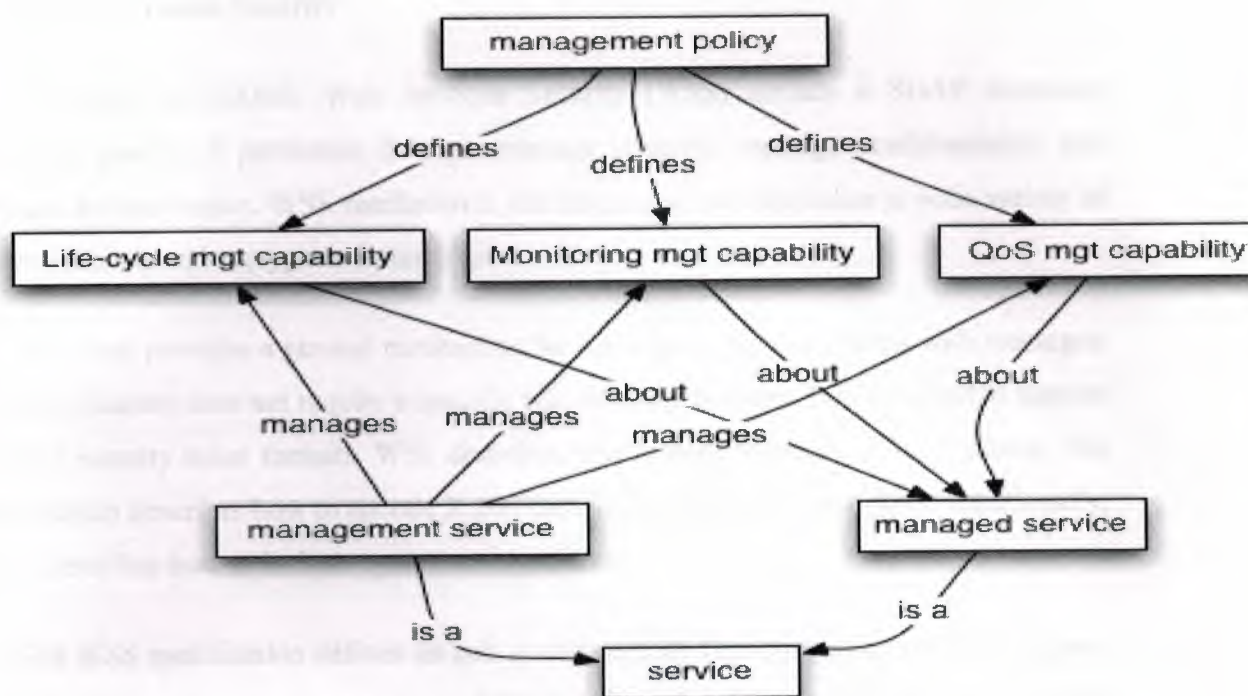 management policy
defines
defines
defines
Life-cycle mgt capability
Monitoring mgt capability
QoS mgt capability
about
about
about
manages
manages
manages
management service
managed service
is a
is a
service